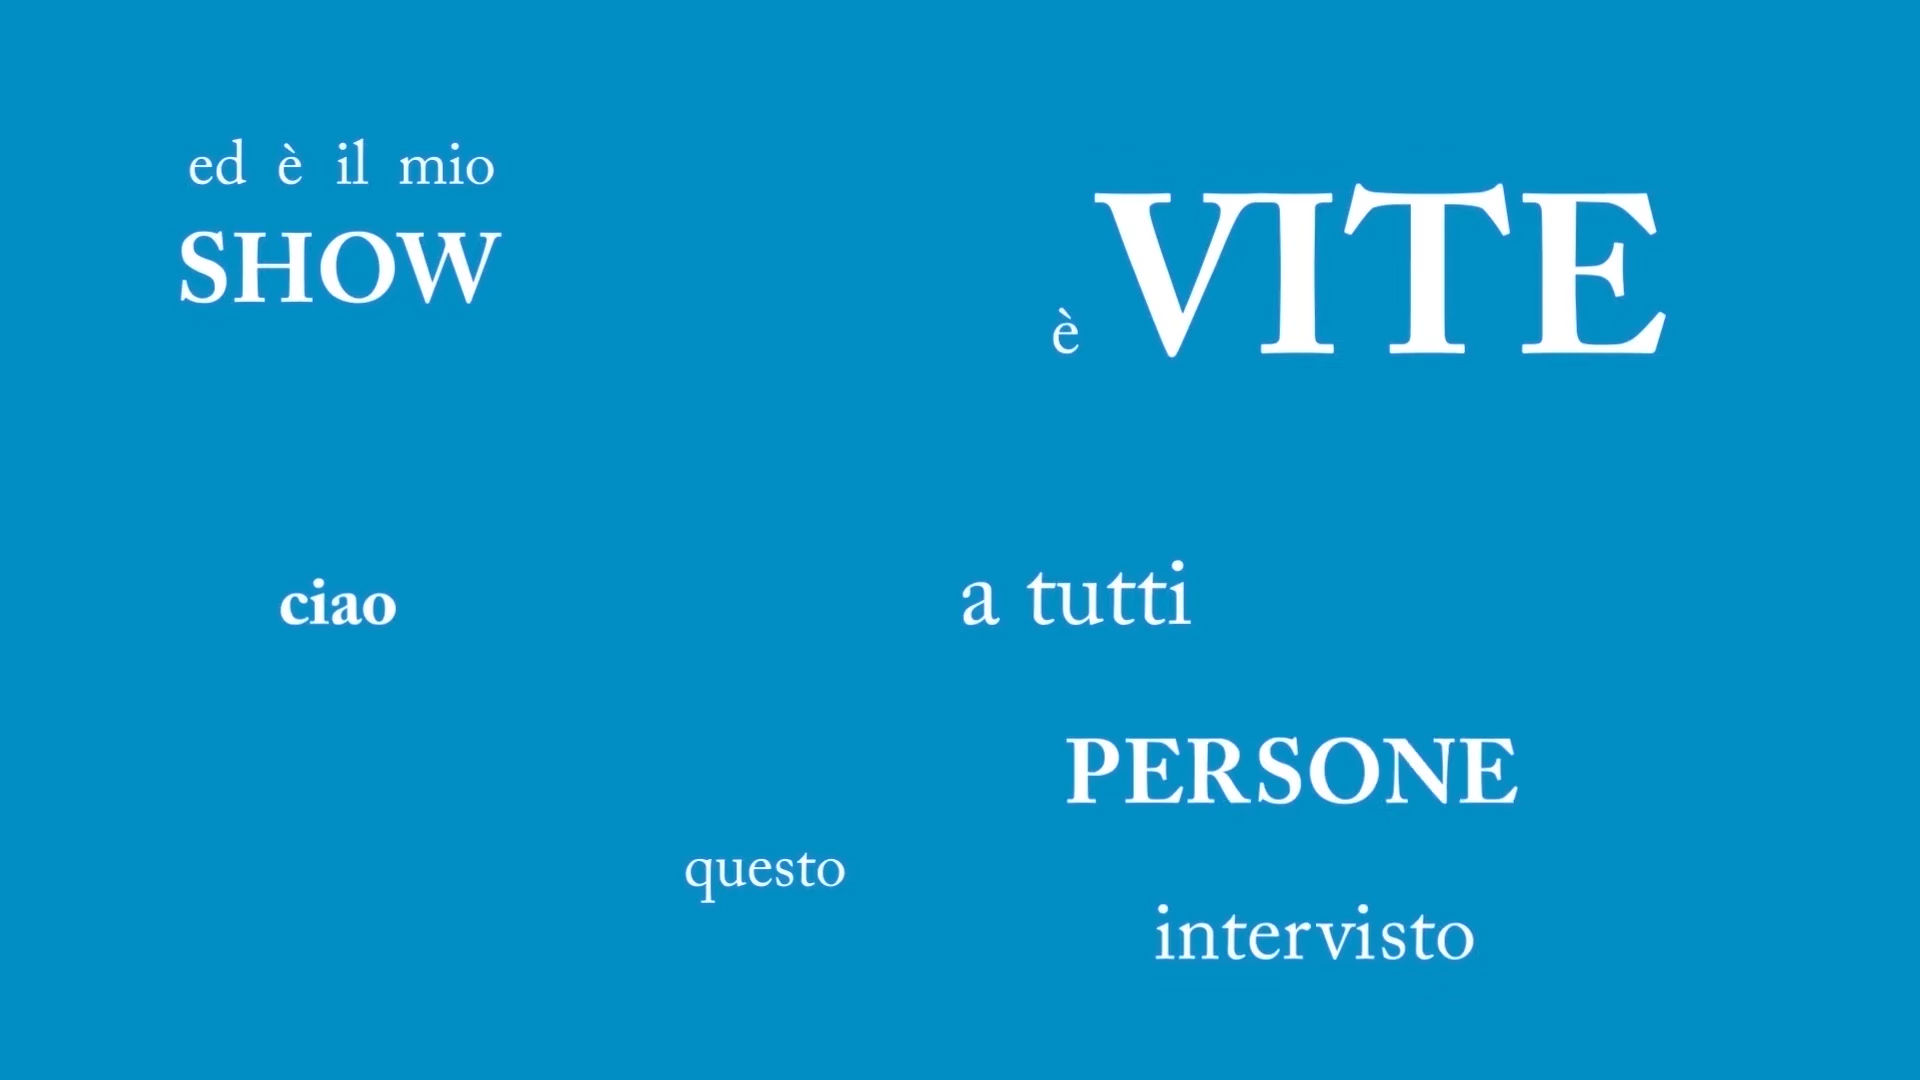 ed è il mio
SHOW
è VITE
ciao
a tutti
PERSONE
questo
intervisto